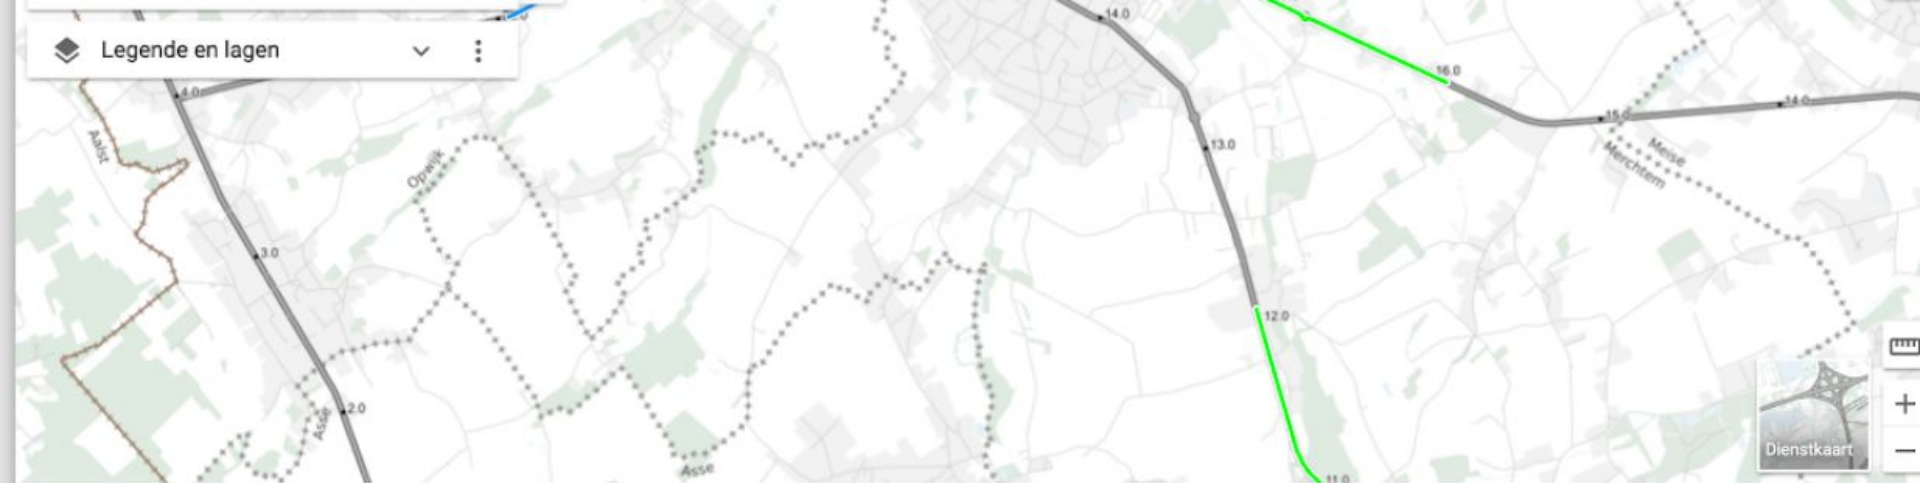 14.0
Legende en lagen
16.0
4.0
14.0
15.0
Aalst
13.0
Meise
Opwijk
Merchtem
3.0
12.0
2.0
Asse
Dienstkaart
Asse
11.0